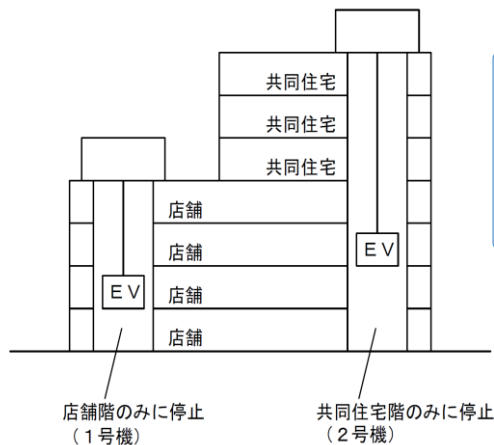 共同住宅
共同住宅
共同住宅
店舗
店舗
ＥＶ
店舗
ＥＶ
店舗
店舗階のみに停止
（１号機）
共同住宅階のみに停止
（２号機）